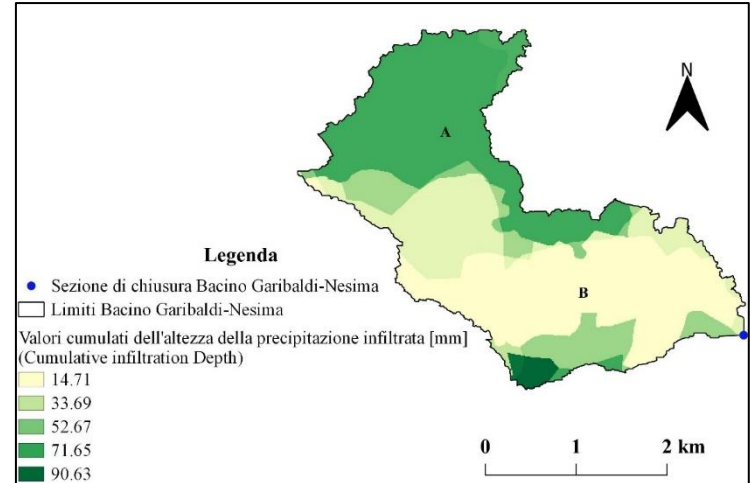 N
A
B
Legenda
Sezione di chiusura Bacino Garibaldi-Nesima
Limiti Bacino Garibaldi-Nesima
Valori cumulati dell'altezza della precipitazione infiltrata [mm]
(Cumulative infiltration Depth)
14.71
33.69
52.67
71.65
90.63
0 1 2 km